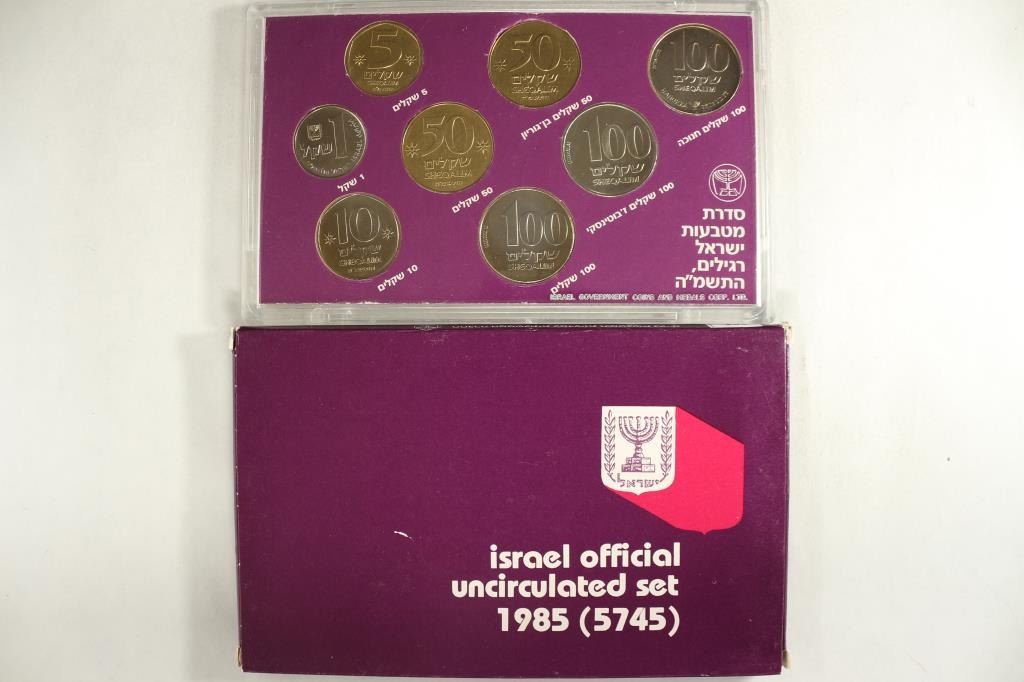 5
שקלים
SHEQALIM
5 שקלים
50
שקלים
SHEQALIM
50 שקלים בן-גוריון
100
שקלים
SHEQALIM
100 שקלים חנוכה
1
שקל
1 שקל
50
שקלים
SHEQALIM
50 שקלים
100
שקלים
SHEQALIM
100 שקלים ז'בוטינסקי
10
שקלים
SHEQALIM
10 שקלים
100
שקלים
SHEQALIM
100 שקלים
סדרת
מטבעות
ישראל
רגילים,
התשמ"ה
ISRAEL GOVERNMENT COINS AND MEDALS CORP. LTD.
ישראל
israel official
uncirculated set
1985 (5745)